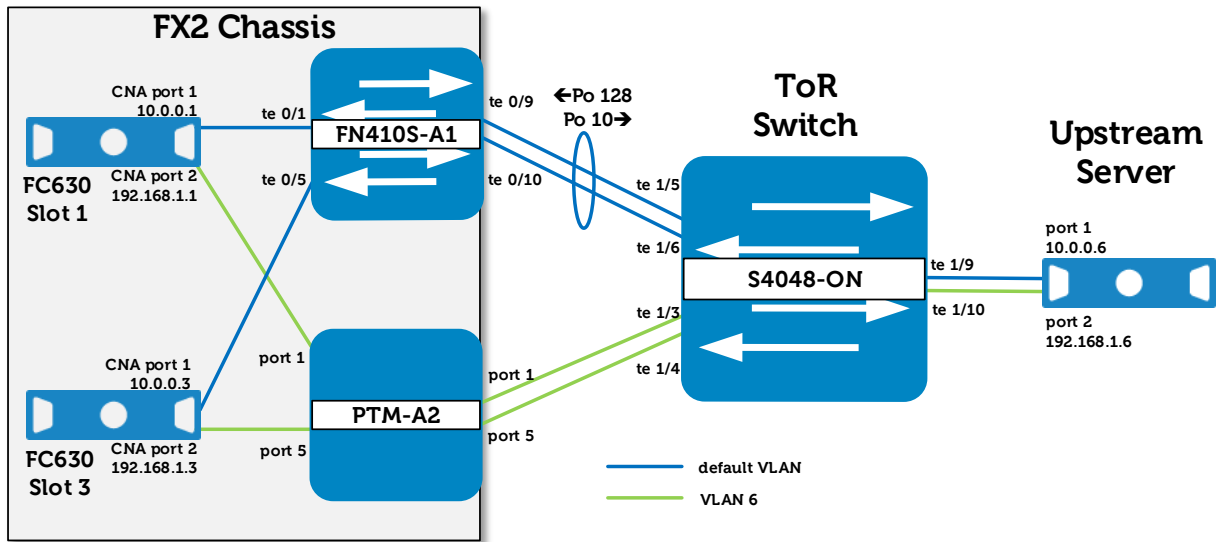 FX2 Chassis
CNA port 1
10.0.0.1
FC630
Slot 1
CNA port 2
192.168.1.1
te 0/1
te 0/5
FN410S-A1
te 0/9
te 0/10
←Po 128
Po 10→
ToR
Switch
te 1/5
te 1/6
te 1/3
te 1/4
S4048-ON
te 1/9
te 1/10
Upstream
Server
port 1
10.0.0.6
port 2
192.168.1.6
CNA port 1
10.0.0.3
FC630
Slot 3
CNA port 2
192.168.1.3
port 1
port 5
PTM-A2
port 1
port 5
default VLAN
VLAN 6